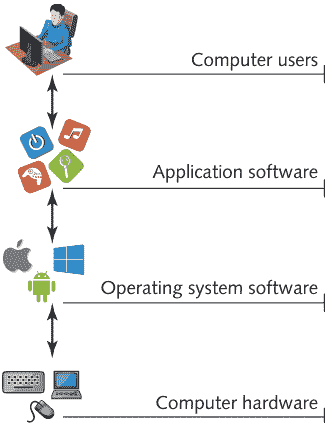 Computer users
Application software
Operating system software
Computer hardware